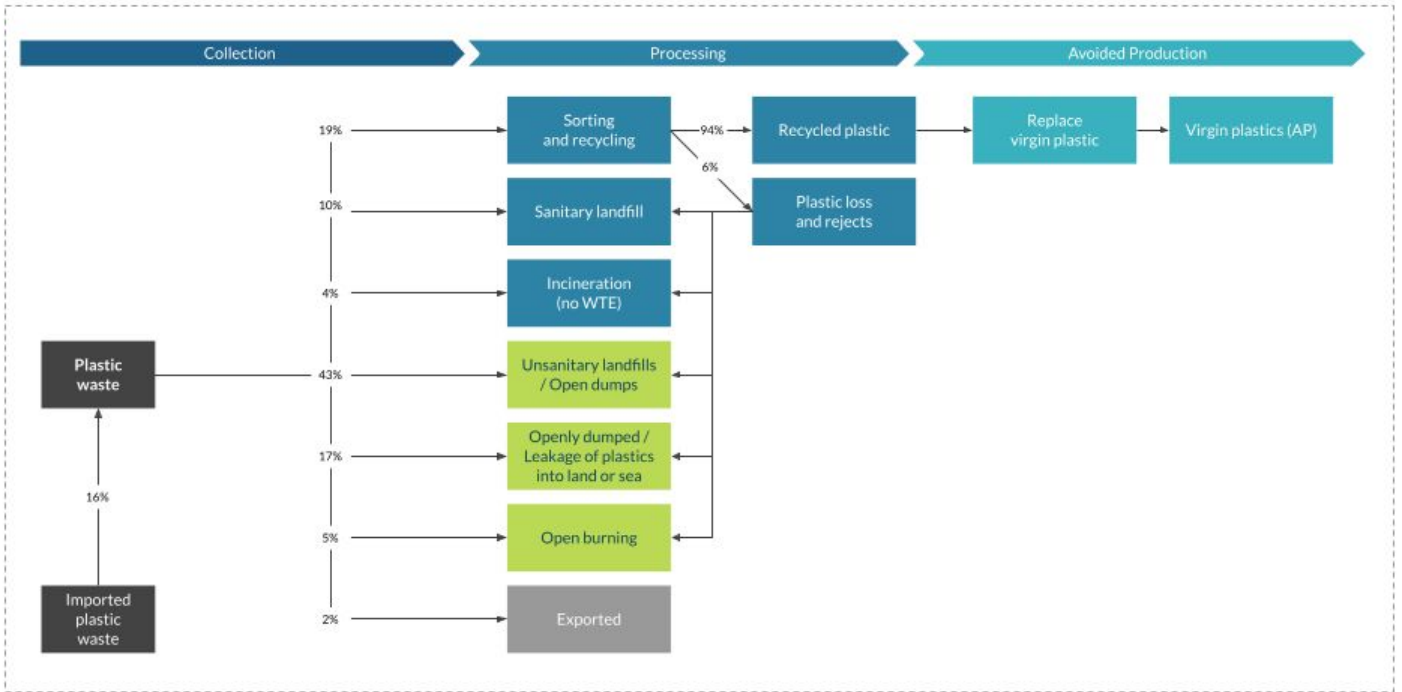 Collection
Processing
Avoided Production
19%
Sorting
and recycling
94%
Recycled plastic
Replace
virgin plastic
Virgin plastics (AP)
6%
10%
Sanitary landfill
Plastic loss
and rejects
4%
Incineration
(no WTE)
Plastic
waste
43%
Unsanitary landfills
/ Open dumps
17%
Openly dumped /
Leakage of plastics
into land or sea
16%
5%
Open burning
Imported
plastic
waste
2%
Exported